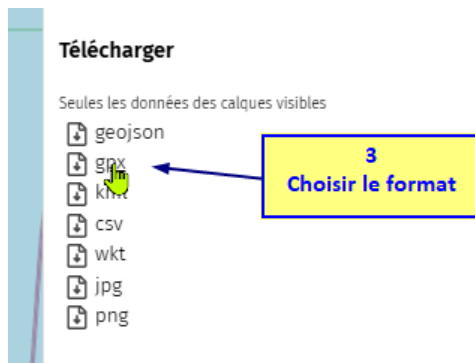 Télécharger
Seules les données des calques visibles
geojson
gpx
kml
csv
wkt
jpg
png
3
Choisir le format